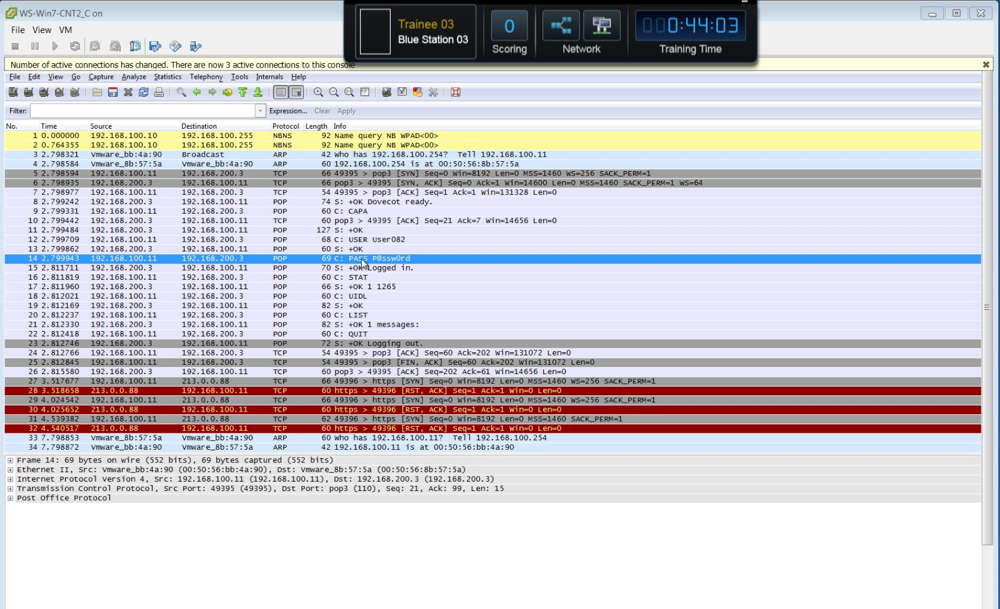 WS-Win7-CNT2_C on
File View VM
Trainee 03
Blue Station 03
0
Scoring
Network
000:44:03
Training Time
Number of active connections has changed. There are now 3 active connections to this console
File Edit View Go Capture Analyze Statistics Telephony Tools Internals Help
Filter: Expression... Clear Apply
No. Time Source Destination Protocol Length Info
1 0.000000 192.168.100.10 192.168.100.255 NBNS 92 Name query NB WPAD<00>
2 0.764355 192.168.100.10 192.168.100.255 NBNS 92 Name query NB WPAD<00>
3 2.798321 Vmware_bb:4a:90 Broadcast ARP 42 Who has 192.168.100.254? Tell 192.168.100.11
4 2.798584 Vmware_8b:57:5a Vmware_bb:4a:90 ARP 60 192.168.100.254 is at 00:50:56:8b:57:5a
5 2.798594 192.168.100.11 192.168.200.3 TCP 66 49395 > pop3 [SYN] Seq=0 Win=8192 Len=0 MSS=1460 WS=256 SACK_PERM=1
6 2.798935 192.168.200.3 192.168.100.11 TCP 66 pop3 > 49395 [SYN, ACK] Seq=0 Ack=1 Win=14600 Len=0 MSS=1460 SACK_PERM=1 WS=64
7 2.798977 192.168.100.11 192.168.200.3 TCP 54 49395 > pop3 [ACK] Seq=1 Ack=1 Win=131328 Len=0
8 2.799242 192.168.200.3 192.168.100.11 POP 74 S: +OK Dovecot ready.
9 2.799331 192.168.100.11 192.168.200.3 POP 60 C: CAPA
10 2.799442 192.168.200.3 192.168.100.11 TCP 60 pop3 > 49395 [ACK] Seq=21 Ack=7 Win=14656 Len=0
11 2.799484 192.168.200.3 192.168.100.11 POP 127 S: +OK
12 2.799709 192.168.100.11 192.168.200.3 POP 68 C: USER User082
13 2.799862 192.168.200.3 192.168.100.11 POP 60 S: +OK
14 2.799943 192.168.100.11 192.168.200.3 POP 69 C: PASS P@ssw0rd
15 2.811711 192.168.200.3 192.168.100.11 POP 70 S: +OK Logged in.
16 2.811819 192.168.100.11 192.168.200.3 POP 60 C: STAT
17 2.811960 192.168.200.3 192.168.100.11 POP 66 S: +OK 1 1265
18 2.812021 192.168.100.11 192.168.200.3 POP 60 C: UIDL
19 2.812169 192.168.200.3 192.168.100.11 POP 82 S: +OK
20 2.812237 192.168.100.11 192.168.200.3 POP 60 C: LIST
21 2.812330 192.168.200.3 192.168.100.11 POP 82 S: +OK 1 messages:
22 2.812418 192.168.100.11 192.168.200.3 POP 60 C: QUIT
23 2.812746 192.168.200.3 192.168.100.11 POP 72 S: +OK Logging out.
24 2.812766 192.168.100.11 192.168.200.3 TCP 54 49395 > pop3 [ACK] Seq=60 Ack=202 Win=131072 Len=0
25 2.812845 192.168.100.11 192.168.200.3 TCP 54 49395 > pop3 [FIN, ACK] Seq=60 Ack=202 Win=131072 Len=0
26 2.815580 192.168.200.3 192.168.100.11 TCP 60 pop3 > 49395 [ACK] Seq=202 Ack=61 Win=14656 Len=0
27 3.517677 192.168.100.11 213.0.0.88 TCP 66 49396 > https [SYN] Seq=0 Win=8192 Len=0 MSS=1460 WS=256 SACK_PERM=1
28 3.518658 213.0.0.88 192.168.100.11 TCP 60 https > 49396 [RST, ACK] Seq=1 Ack=1 Win=0 Len=0
29 4.024542 192.168.100.11 213.0.0.88 TCP 66 49396 > https [SYN] Seq=0 Win=8192 Len=0 MSS=1460 WS=256 SACK_PERM=1
30 4.025652 213.0.0.88 192.168.100.11 TCP 60 https > 49396 [RST, ACK] Seq=1 Ack=1 Win=0 Len=0
31 4.539382 192.168.100.11 213.0.0.88 TCP 62 49396 > https [SYN] Seq=0 Win=8192 Len=0 MSS=1460 SACK_PERM=1
32 4.540517 213.0.0.88 192.168.100.11 TCP 60 https > 49396 [RST, ACK] Seq=1 Ack=1 Win=0 Len=0
33 7.798853 Vmware_8b:57:5a Vmware_bb:4a:90 ARP 60 Who has 192.168.100.11? Tell 192.168.100.254
34 7.798872 Vmware_bb:4a:90 Vmware_8b:57:5a ARP 42 192.168.100.11 is at 00:50:56:bb:4a:90
Frame 14: 69 bytes on wire (552 bits), 69 bytes captured (552 bits)
Ethernet II, Src: Vmware_bb:4a:90 (00:50:56:bb:4a:90), Dst: Vmware_8b:57:5a (00:50:56:8b:57:5a)
Internet Protocol Version 4, Src: 192.168.100.11 (192.168.100.11), Dst: 192.168.200.3 (192.168.200.3)
Transmission Control Protocol, Src Port: 49395 (49395), Dst Port: pop3 (110), Seq: 21, Ack: 99, Len: 15
Post Office Protocol